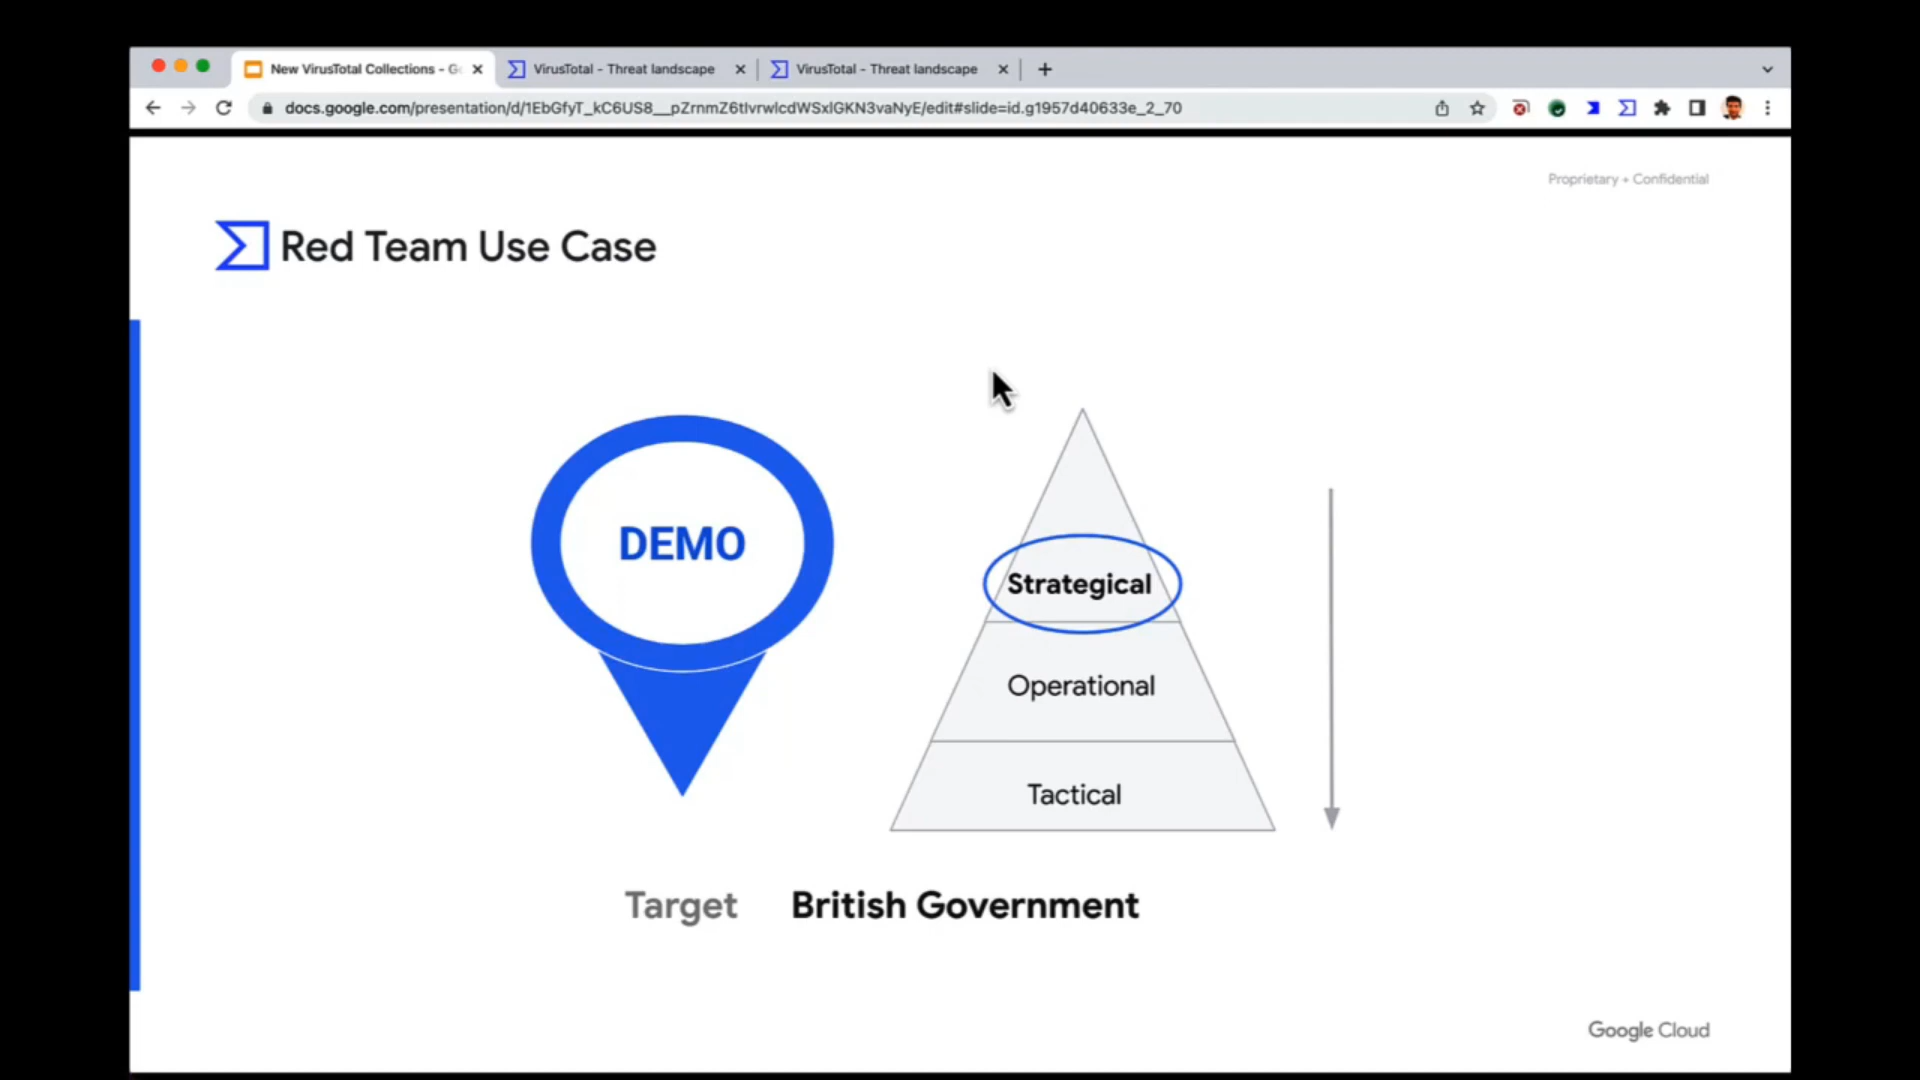 New VirusTotal Collections - G
VirusTotal - Threat landscape
VirusTotal - Threat landscape
docs.google.com/presentation/d/1EbGfyT_kC6US8__pZrnmZ6tIvrwlcdWSxlGKN3vaNyE/edit#slide=id.g1957d40633e_2_70
Proprietary + Confidential
Red Team Use Case
DEMO
Strategical
Operational
Tactical
Target British Government
Google Cloud